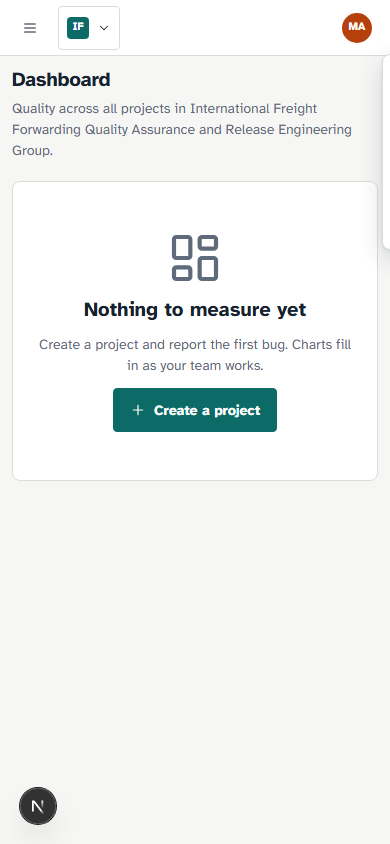 IF
MA
Dashboard
Quality across all projects in International Freight
Forwarding Quality Assurance and Release Engineering
Group.
Nothing to measure yet
Create a project and report the first bug. Charts fill
in as your team works.
+ Create a project
N